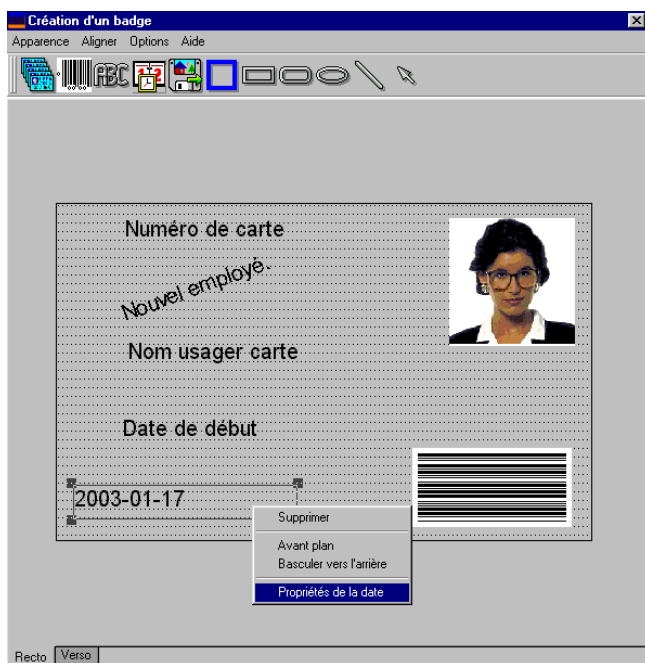 Création d'un badge
Apparence Aligner Options Aide
ABC
Numéro de carte
Nouvel employé.
Nom usager carte
Date de début
2003-01-17
Supprimer
Avant plan
Basculer vers l'arrière
Propriétés de la date
Recto Verso